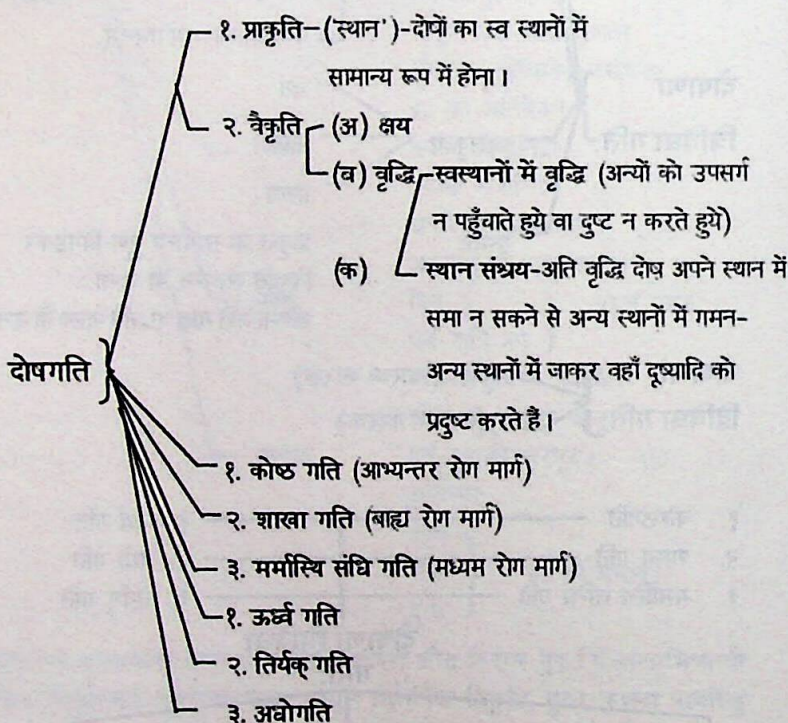 १. प्राकृति-('स्थान')-दोषों का स्व स्थानों में
सामान्य रूप में होना।
२. वैकृति
(अ) क्षय
(व) वृद्धि
स्वस्थानों में वृद्धि (अन्यों को उपसर्ग
न पहुँवाते हुये वा दुष्ट न करते हुये)
(क)
स्थान संश्रय-अति वृद्धि दोष अपने स्थान में
समा न सकने से अन्य स्थानों में गमन-
अन्य स्थानों में जाकर वहाँ दूष्यादि को
प्रदुष्ट करते हैं।
दोषगति
१. कोष्ठ गति (आभ्यन्तर रोग मार्ग)
२. शाखा गति (बाह्य रोग मार्ग)
३. मर्मास्थि संधि गति (मध्यम रोग मार्ग)
१. ऊर्ध्व गति
२. तिर्यक् गति
३. अधोगति